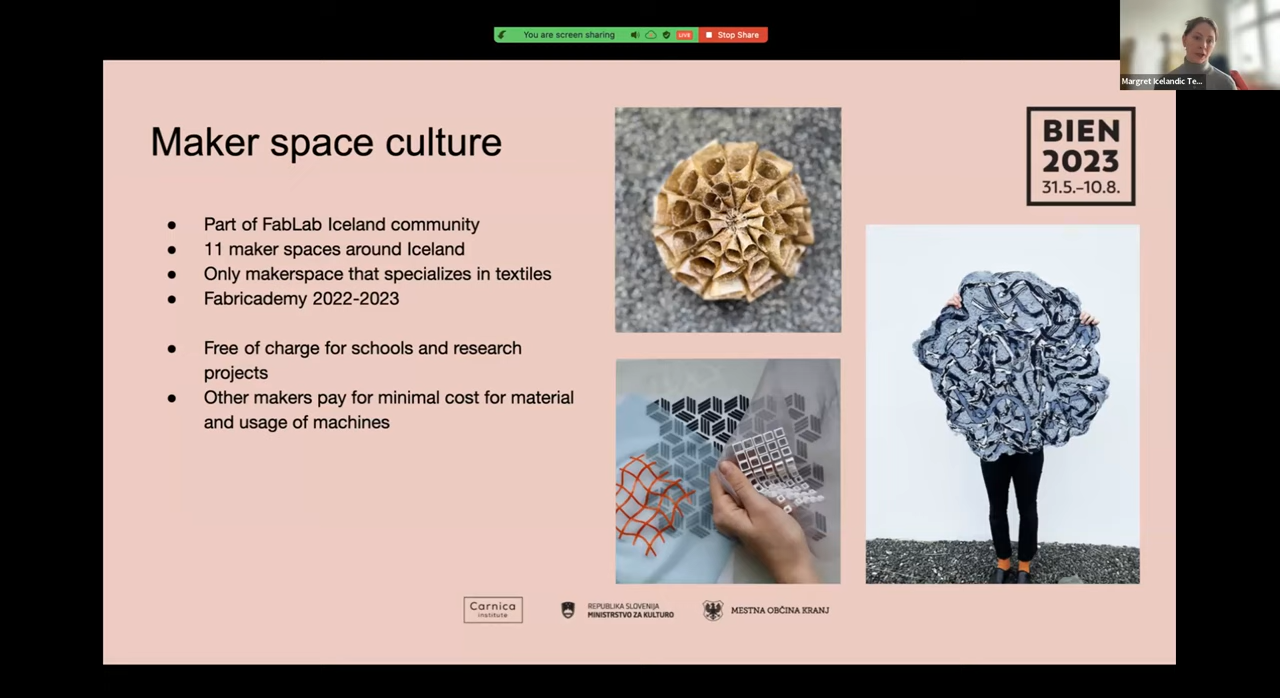 You are screen sharing
LIVE
Stop Share
Margret Icelandic Te...
Maker space culture
BIEN
2023
31.5.–10.8.
● Part of FabLab Iceland community
● 11 maker spaces around Iceland
● Only makerspace that specializes in textiles
● Fabricademy 2022-2023
● Free of charge for schools and research
projects
● Other makers pay for minimal cost for material
and usage of machines
Carnica
institute
REPUBLIKA SLOVENIJA
MINISTRSTVO ZA KULTURO
MESTNA OBČINA KRANJ